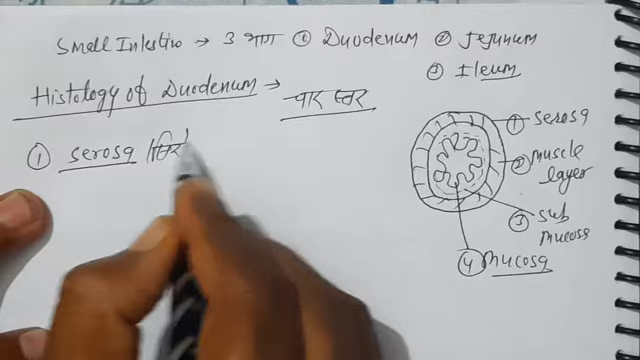 Small Intestine → 3 भाग ① Duodenum ② Jejunum
③ Ileum
Histology of Duodenum → चार स्तर
① serosa
① serosa
② muscle layer
③ sub mucosa
④ mucosa